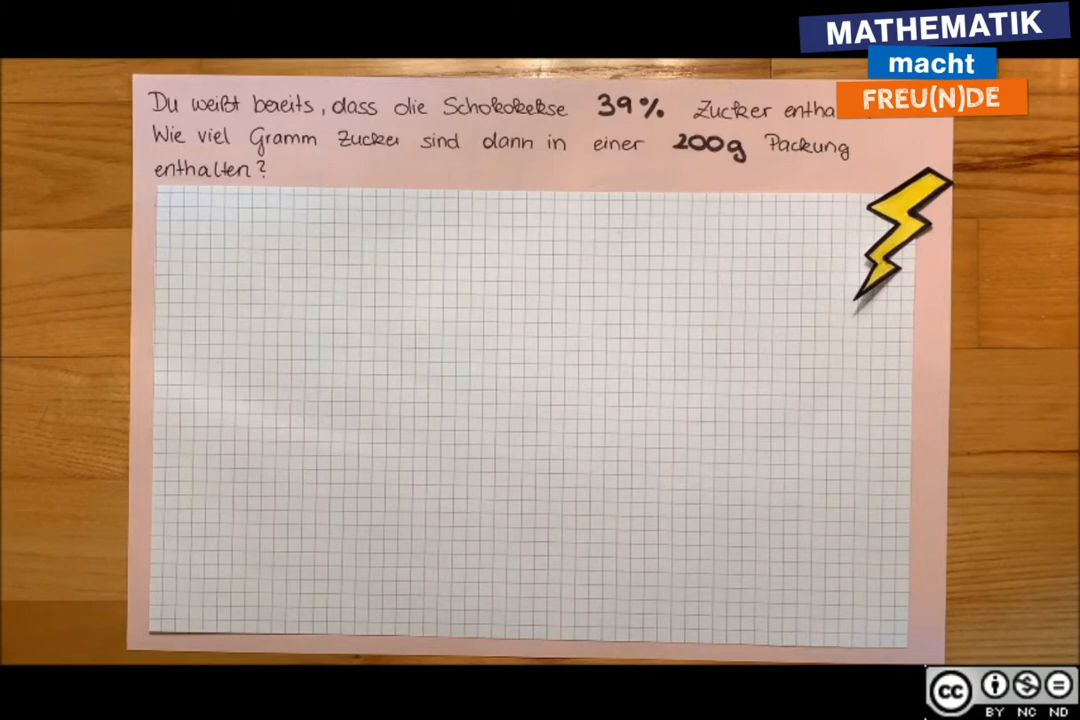 MATHEMATIK
macht
FREU(N)DE
Du weißt bereits, dass die Schokokekse 39% Zucker entha
Wie viel Gramm Zucker sind dann in einer 200g Packung
enthalten?
cc
BY NC ND